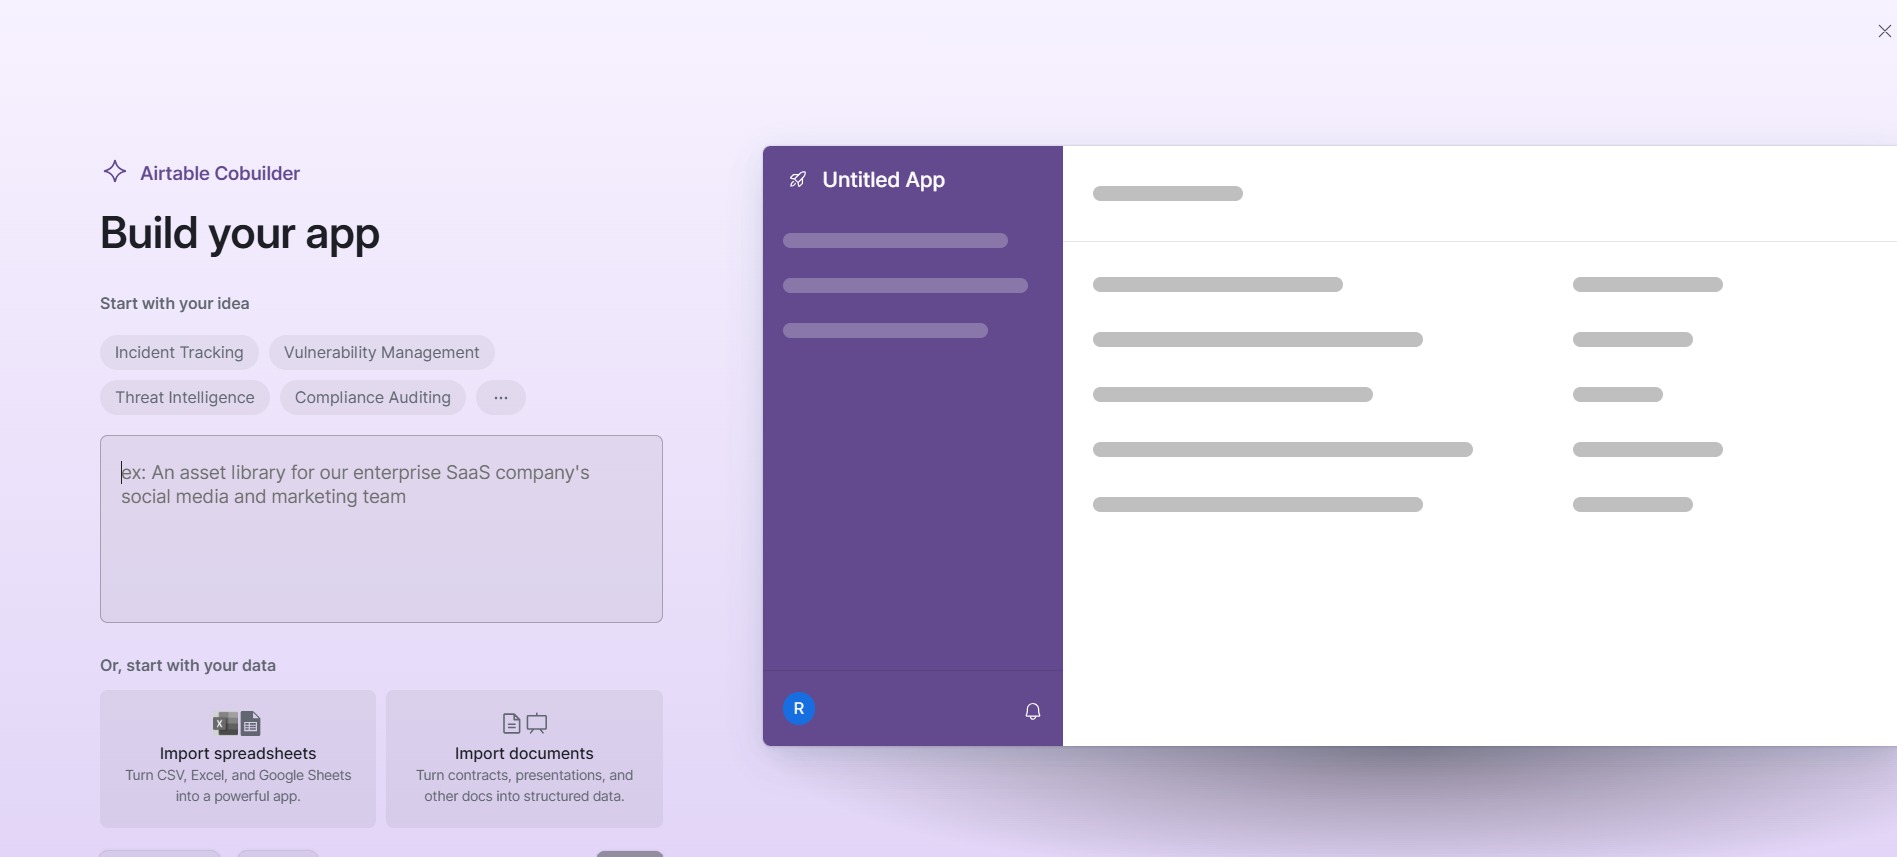 Airtable Cobuilder
Build your app
Start with your idea
Incident Tracking
Vulnerability Management
Threat Intelligence
Compliance Auditing
...
ex: An asset library for our enterprise SaaS company's
social media and marketing team
Or, start with your data
X
Import spreadsheets
Turn CSV, Excel, and Google Sheets
into a powerful app.
Import documents
Turn contracts, presentations, and
other docs into structured data.
Untitled App
R